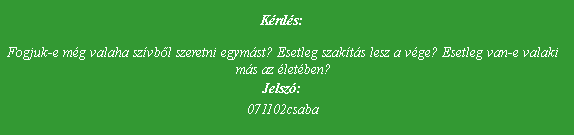 Kérdés:
Fogjuk-e még valaha szívből szeretni egymást? Esetleg szakítás lesz a vége? Esetleg van-e valaki
más az életében?
Jelszó:
071102csaba